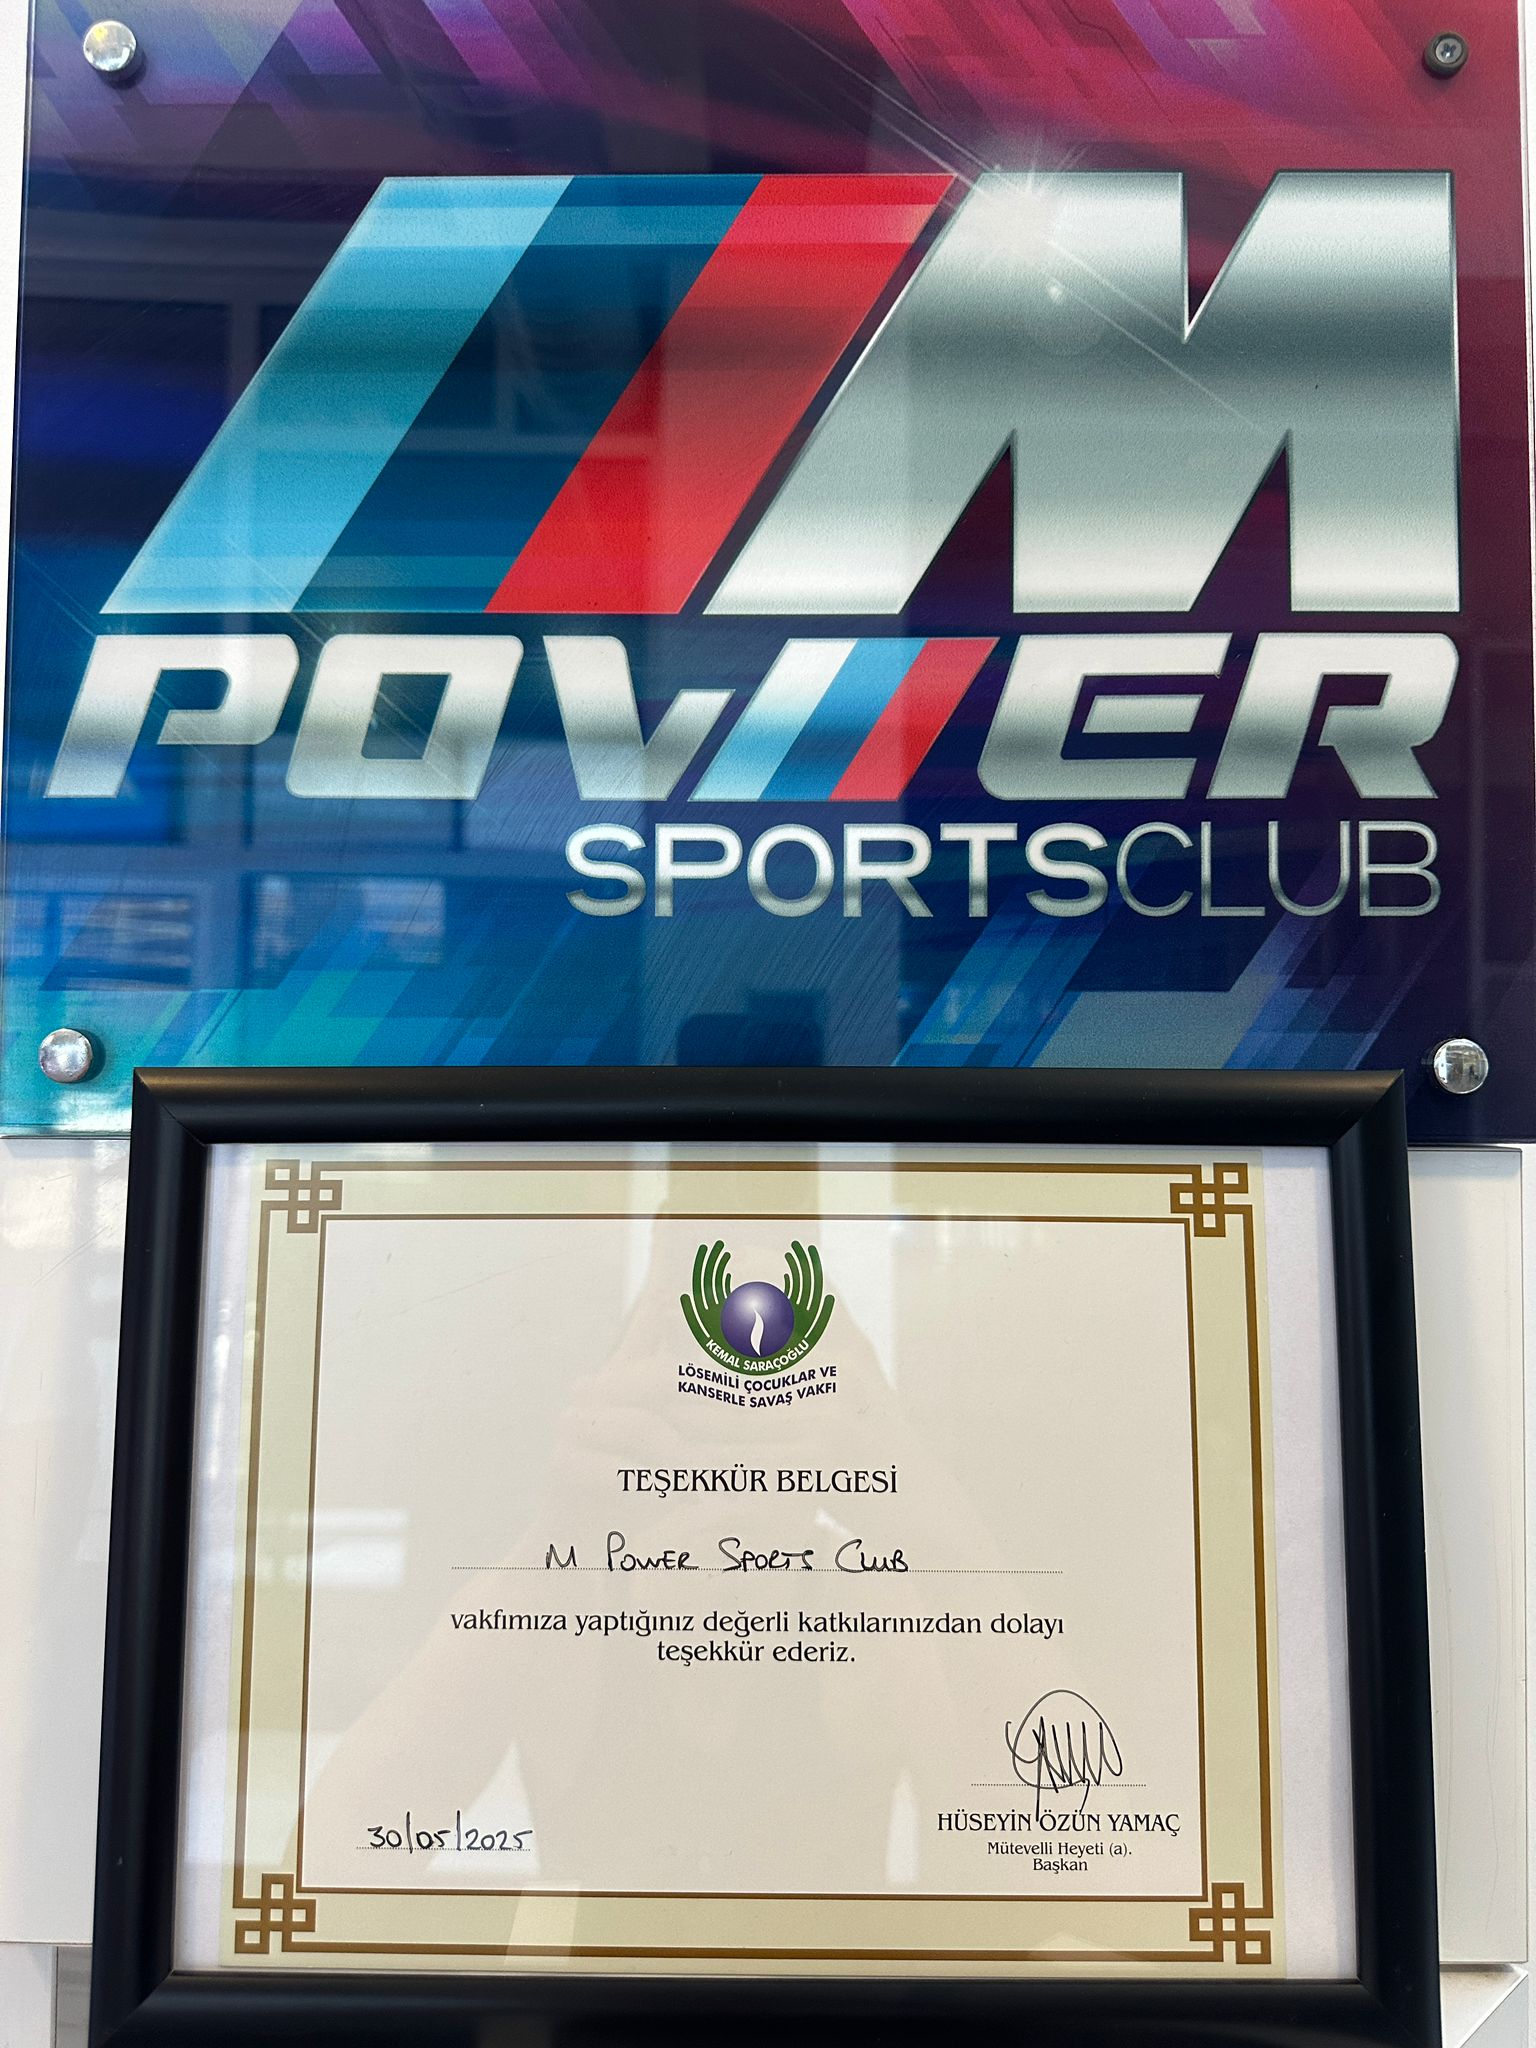 M
POWER
SPORTSCLUB
KEMAL SARAÇOĞLU
LÖSEMİLİ ÇOCUKLAR VE
KANSERLE SAVAŞ VAKFI
TEŞEKKÜR BELGESİ
M POWER SPORTS CLUB
vakfımıza yaptığınız değerli katkılarınızdan dolayı
teşekkür ederiz.
30/05/2025
HÜSEYİN ÖZÜN YAMAÇ
Mütevelli Heyeti (a).
Başkan